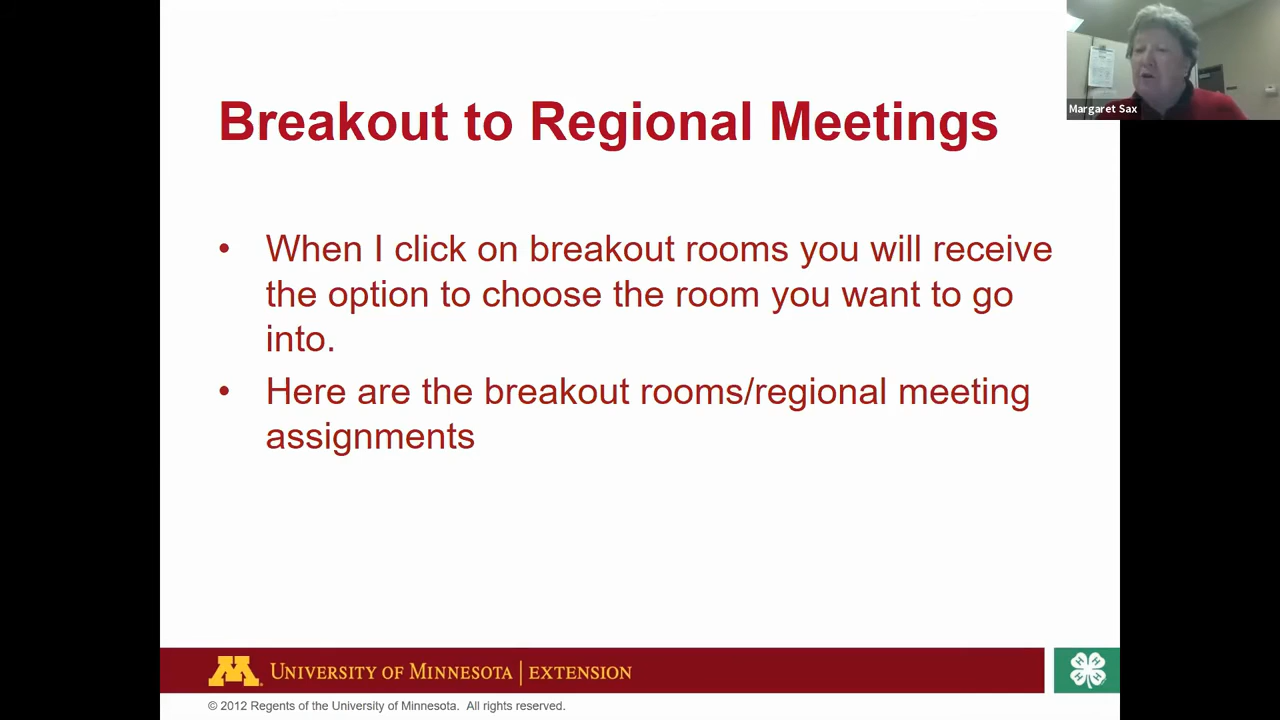 Breakout to Regional Meetings
Margaret Sax
• When I click on breakout rooms you will receive
the option to choose the room you want to go
into.
• Here are the breakout rooms/regional meeting
assignments
M UNIVERSITY OF MINNESOTA | EXTENSION
© 2012 Regents of the University of Minnesota. All rights reserved.